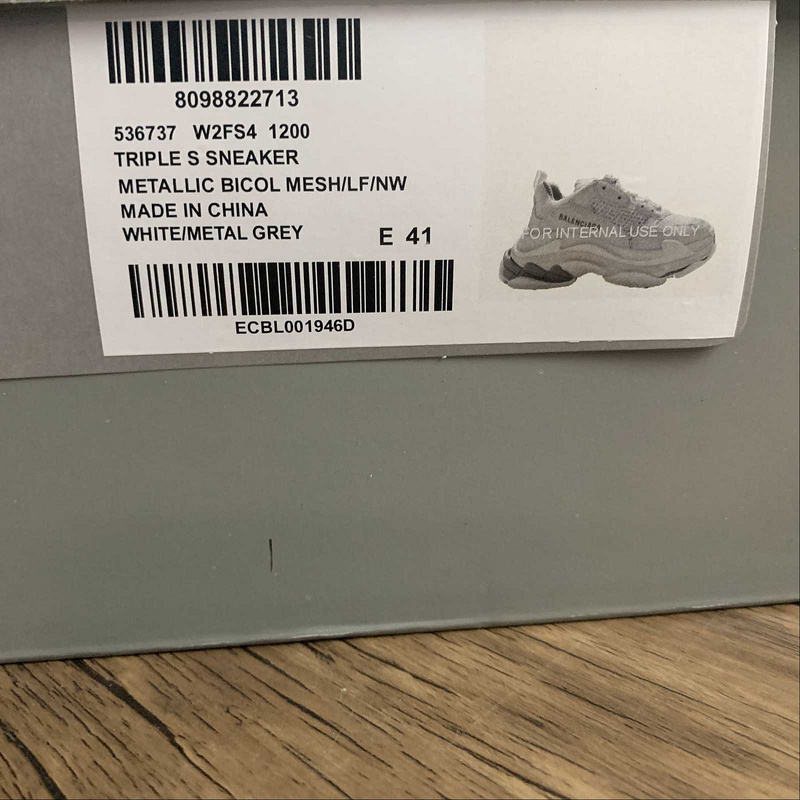 8098822713
536737 W2FS4 1200
TRIPLE S SNEAKER
METALLIC BICOL MESH/LF/NW
MADE IN CHINA
WHITE/METAL GREY E 41
ECBL001946D
BALENCIAGA
FOR INTERNAL USE ONLY